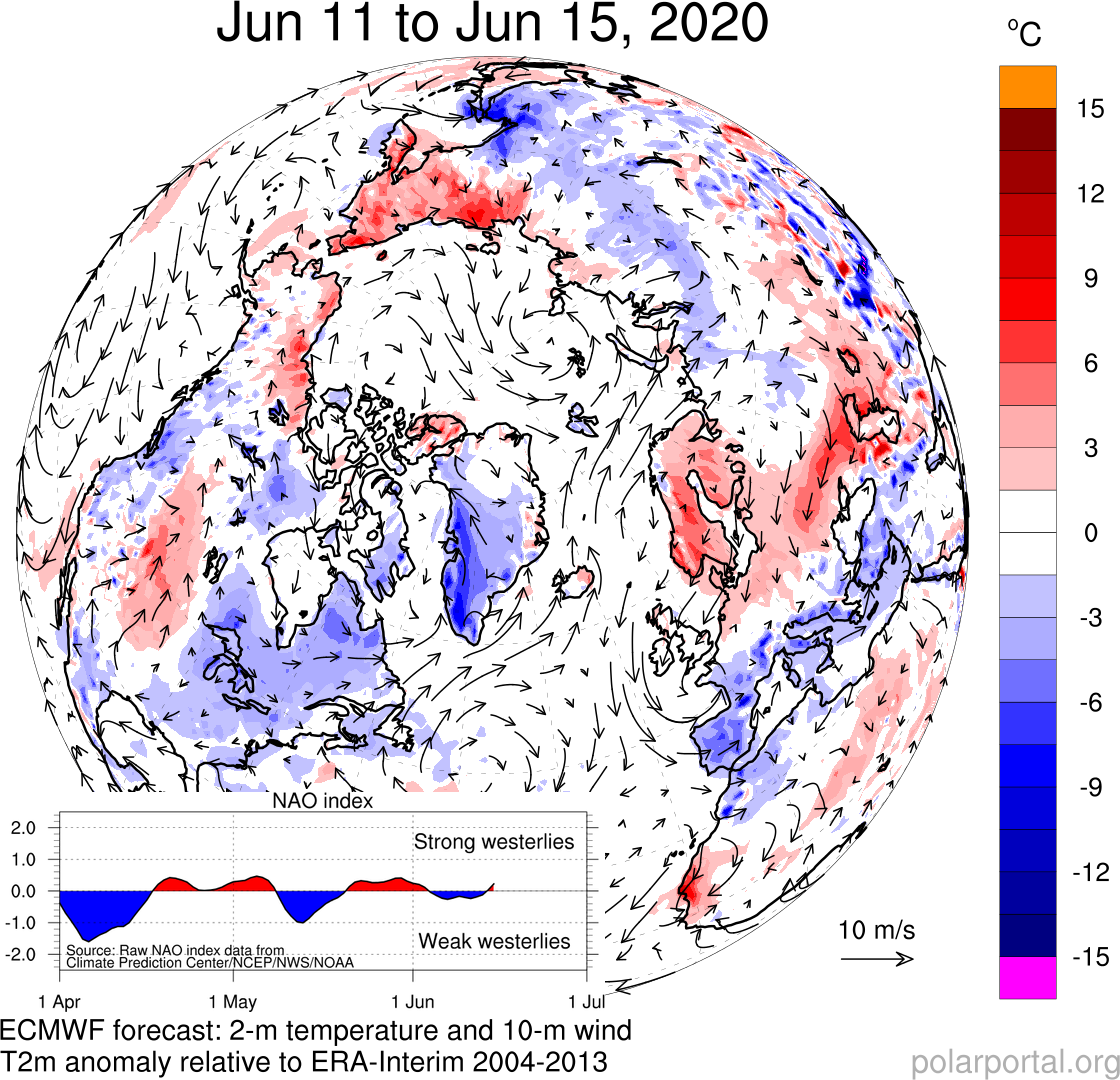 Jun 11 to Jun 15, 2020
oC
15
12
9
6
3
0
-3
-6
-9
-12
-15
10 m/s
NAO index
2.0
1.0
0.0
-1.0
-2.0
Strong westerlies
Weak westerlies
Source: Raw NAO index data from
Climate Prediction Center/NCEP/NWS/NOAA
1 Apr
1 May
1 Jun
1 Jul
ECMWF forecast: 2-m temperature and 10-m wind
T2m anomaly relative to ERA-Interim 2004-2013
polarportal.org